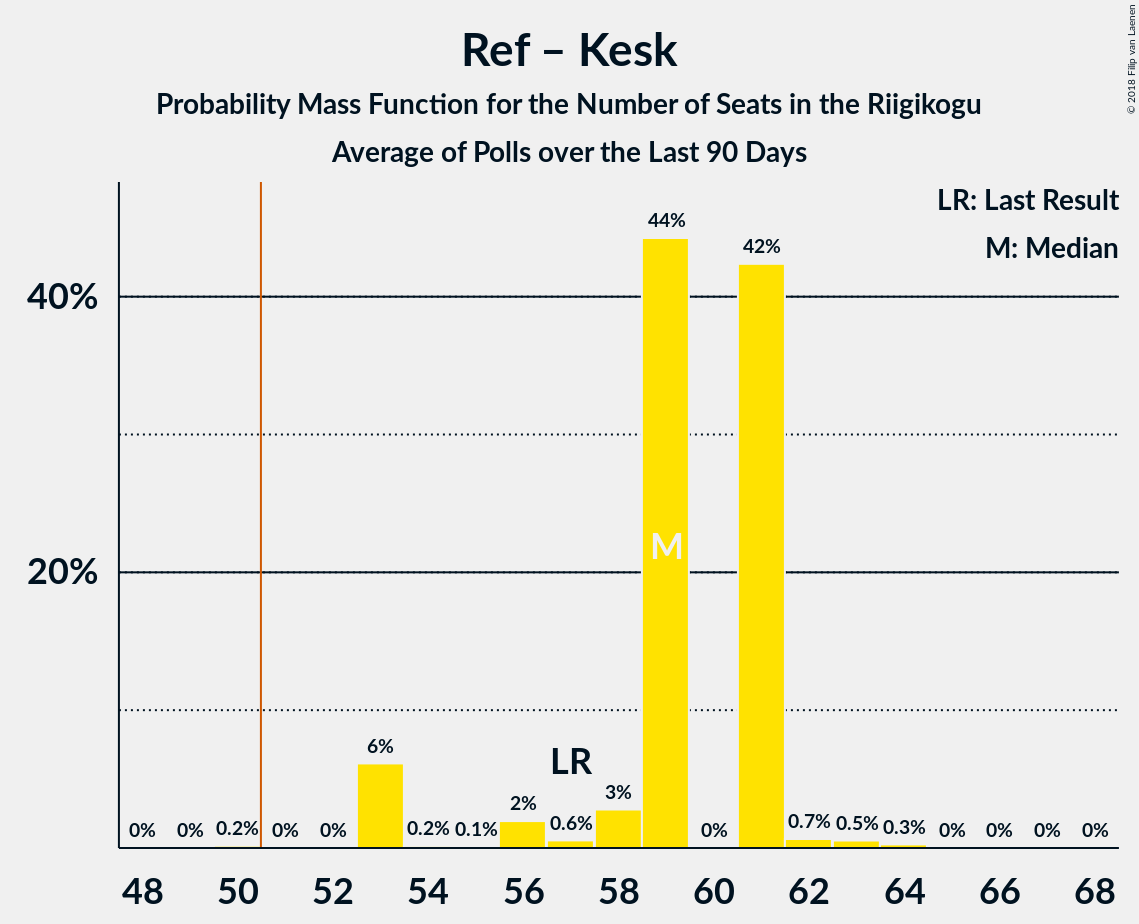 Ref – Kesk
Probability Mass Function for the Number of Seats in the Riigikogu
Average of Polls over the Last 90 Days
© 2018 Filip van Laenen
LR: Last Result
M: Median
40%
20%
0% 0% 0.2% 0% 0% 6% 0.2% 0.1% 2% 0.6% 3% 44% 0% 42% 0.7% 0.5% 0.3% 0% 0% 0% 0%
LR
M
48 50 52 54 56 58 60 62 64 66 68